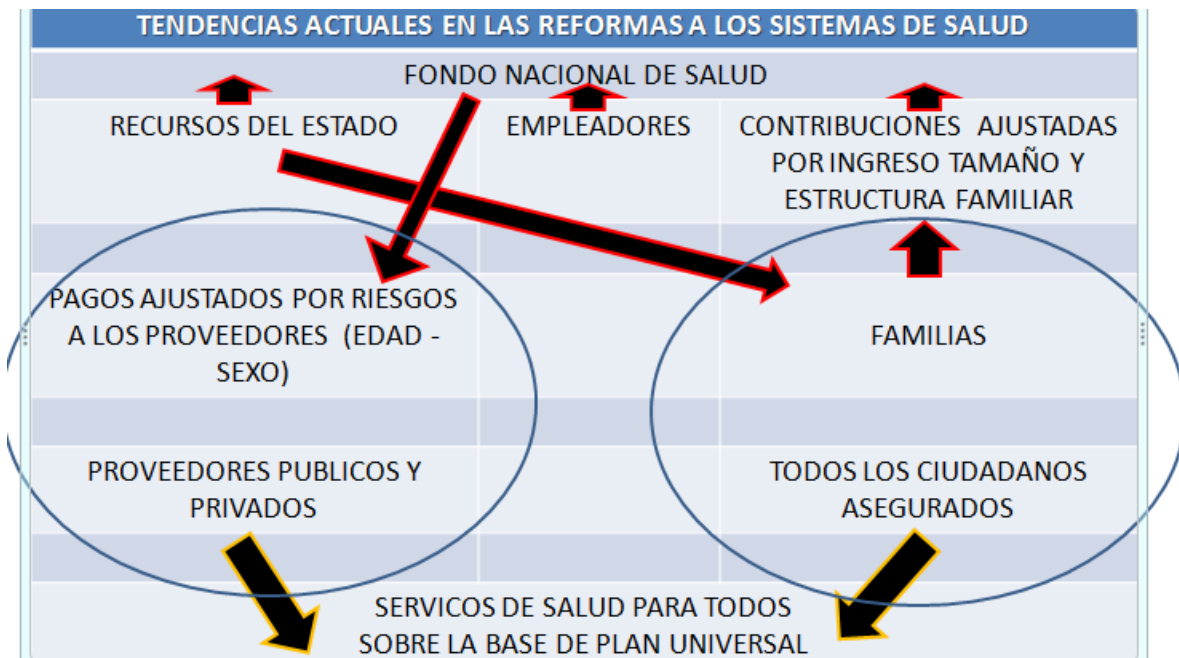 TENDENCIAS ACTUALES EN LAS REFORMAS A LOS SISTEMAS DE SALUD
FONDO NACIONAL DE SALUD
RECURSOS DEL ESTADO
EMPLEADORES
CONTRIBUCIONES AJUSTADAS
POR INGRESO TAMAÑO Y
ESTRUCTURA FAMILIAR
PAGOS AJUSTADOS POR RIESGOS
A LOS PROVEEDORES (EDAD -
SEXO)
FAMILIAS
PROVEEDORES PUBLICOS Y
PRIVADOS
TODOS LOS CIUDADANOS
ASEGURADOS
SERVICOS DE SALUD PARA TODOS
SOBRE LA BASE DE PLAN UNIVERSAL